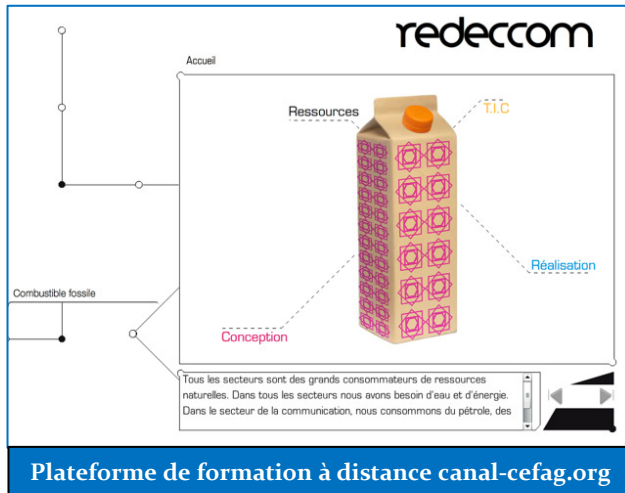 redeccom
Accueil
Ressources
T.I.C
Réalisation
Combustible fossile
Conception
Tous les secteurs sont des grands consommateurs de ressources
naturelles. Dans tous les secteurs nous avons besoin d'eau et d'énergie.
Dans le secteur de la communication, nous consommons du pétrole, des
Plateforme de formation à distance canal-cefag.org